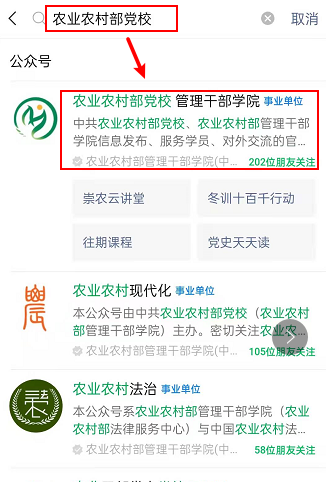 农业农村部党校
取消
公众号
农业农村部党校 管理干部学院 事业单位
中共农业农村部党校、农业农村部管理干部
学院信息发布、服务学员、对外交流的官...
农业农村部管理干部学院(中... 202位朋友关注
崇农云讲堂 冬训十百千行动
往期课程 党史天天读
农业农村现代化 事业单位
本公众号由中共农业农村部党校（农业农村
部管理干部学院）主办。密切关注农业农...
农业农村部管理干部学院(中... 105位朋友关注
农业农村法治 事业单位
本公众号系农业农村部管理干部学院（农业
农村部法律服务中心）与中国农业农村法...
农业农村部管理干部学院(中... 58位朋友关注